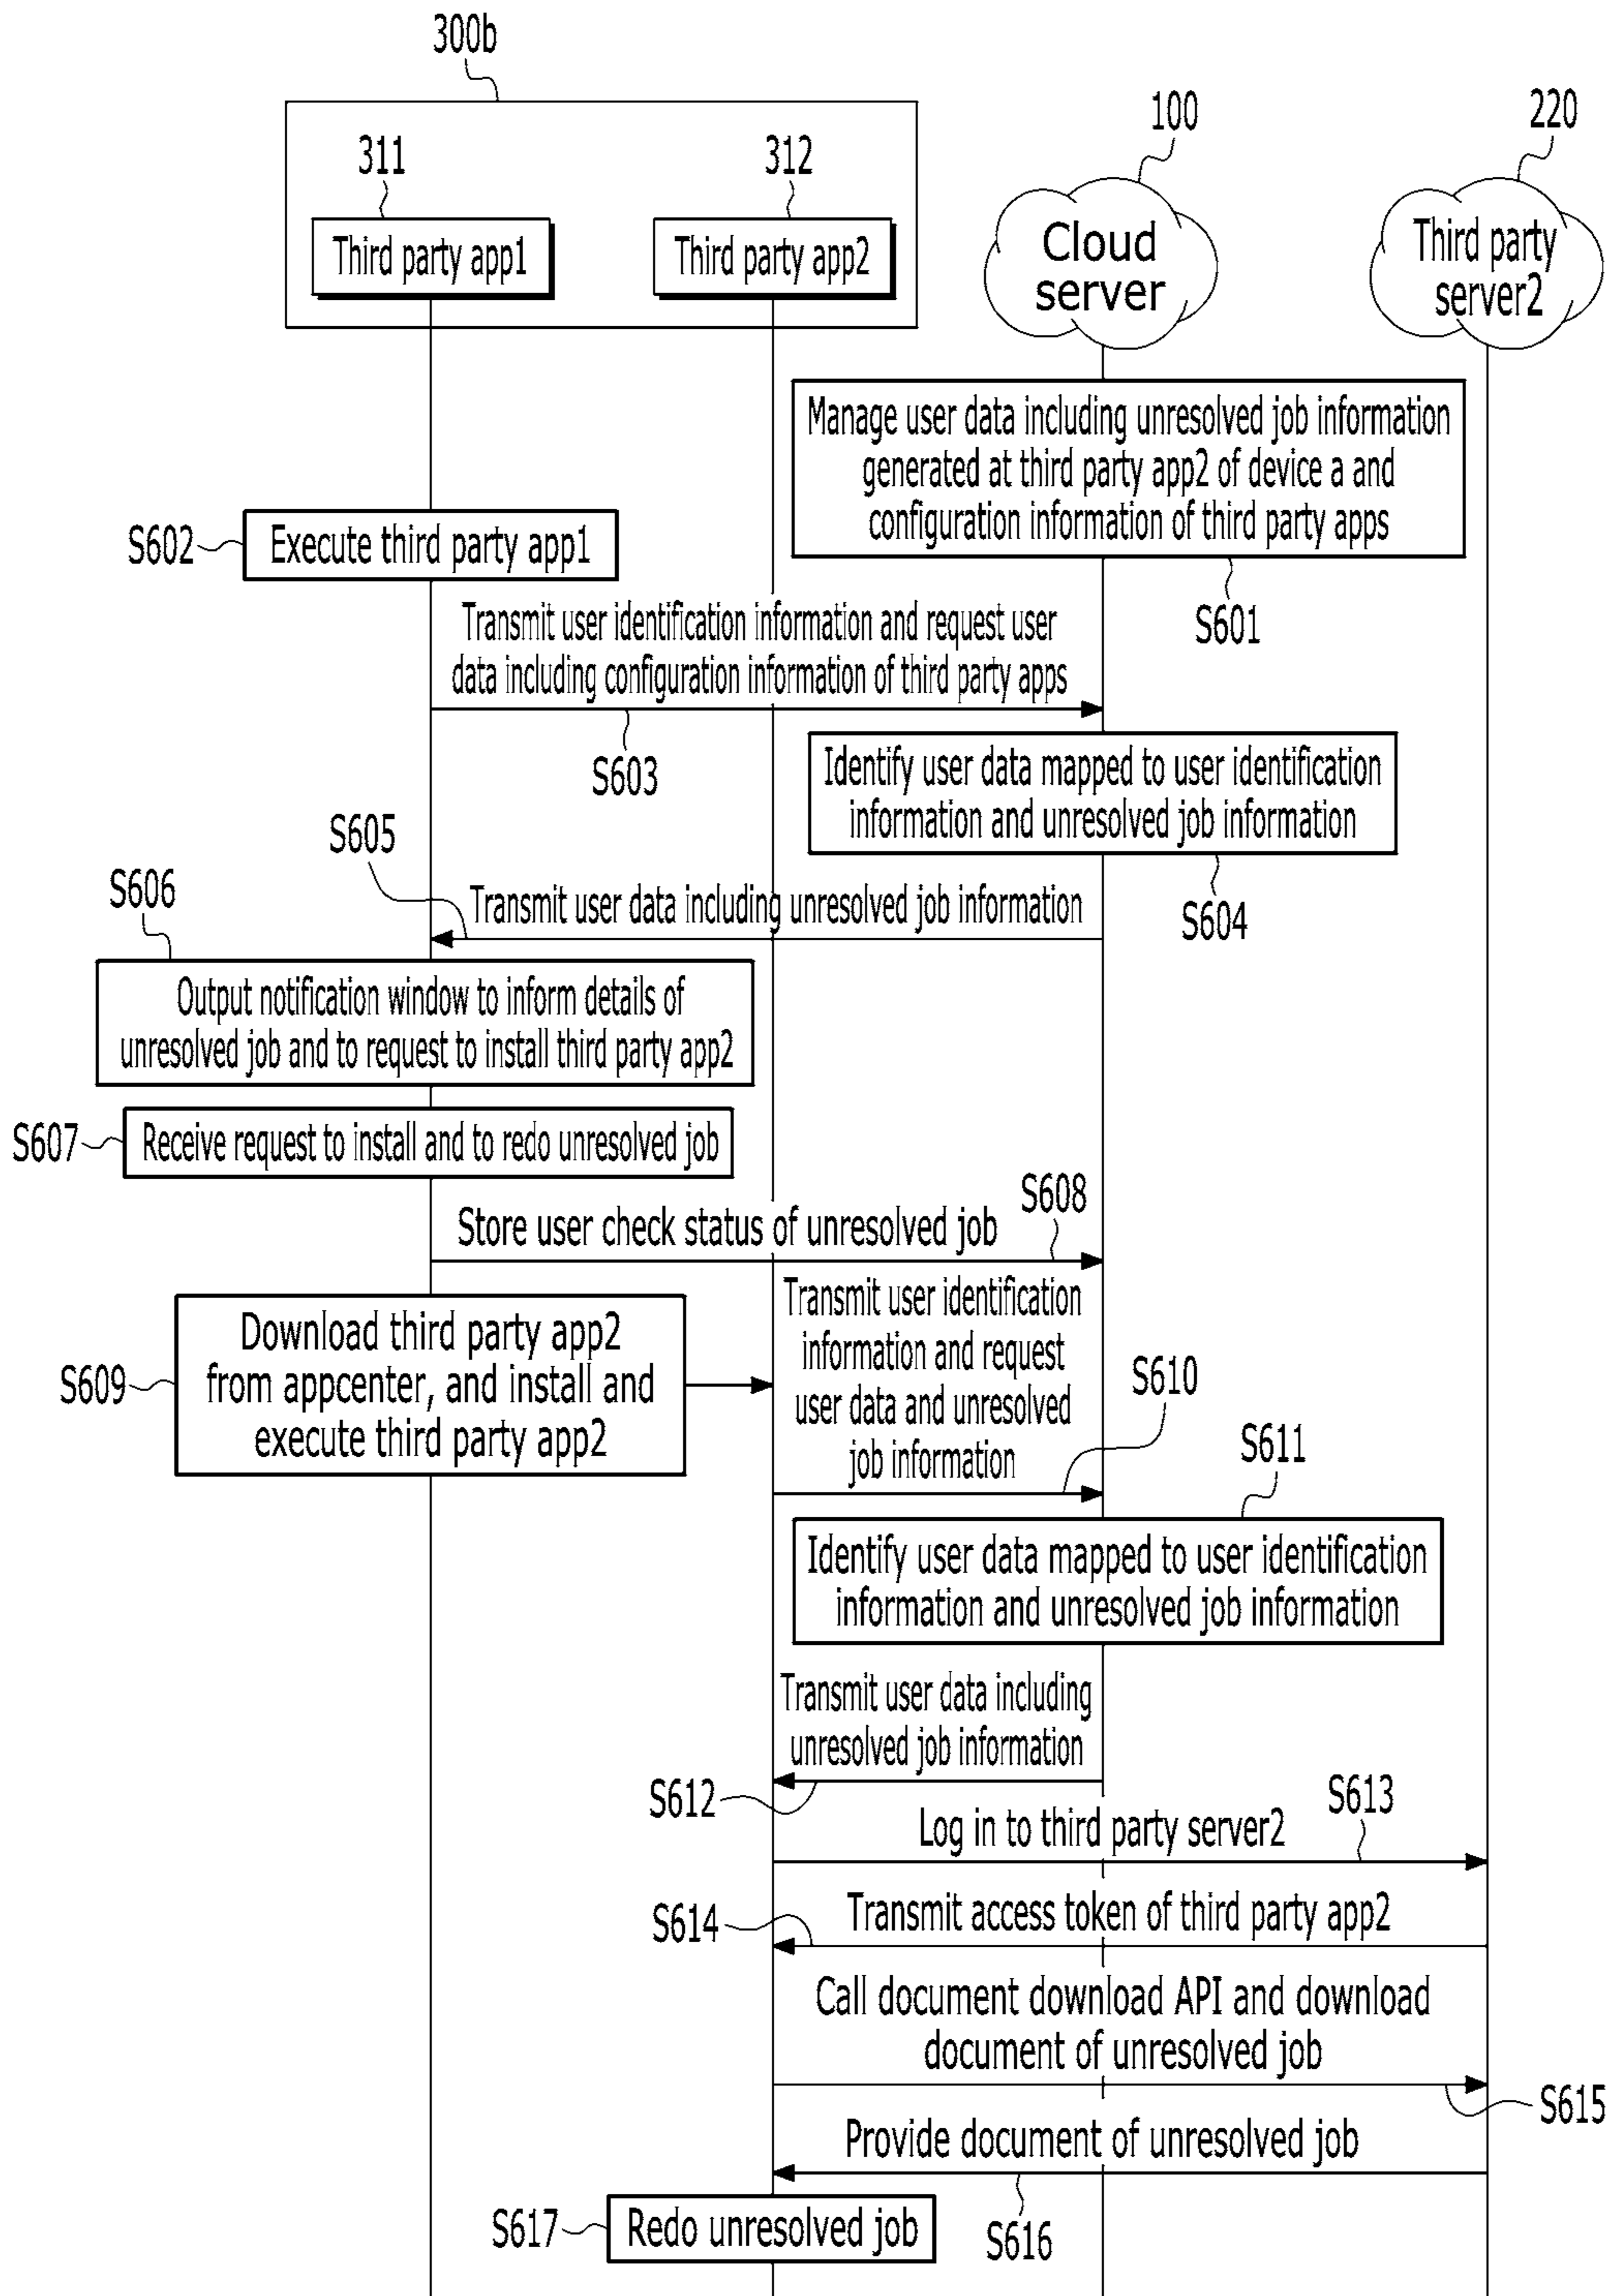 300b
311
312
100
220
Third party app1
Third party app2
Cloud
server
Third party
server2
Manage user data including unresolved job information
generated at third party app2 of device a and
configuration information of third party apps
S601
S602
Execute third party app1
Transmit user identification information and request user
data including configuration information of third party apps
S603
Identify user data mapped to user identification
information and unresolved job information
S604
S605
Transmit user data including unresolved job information
S606
Output notification window to inform details of
unresolved job and to request to install third party app2
S607
Receive request to install and to redo unresolved job
S608
Store user check status of unresolved job
S609
Download third party app2
from appcenter, and install and
execute third party app2
Transmit user identification
information and request
user data and unresolved
job information
S610
S611
Identify user data mapped to user identification
information and unresolved job information
Transmit user data including
unresolved job information
S612
S613
Log in to third party server2
S614
Transmit access token of third party app2
Call document download API and download
document of unresolved job
S615
Provide document of unresolved job
S616
S617
Redo unresolved job